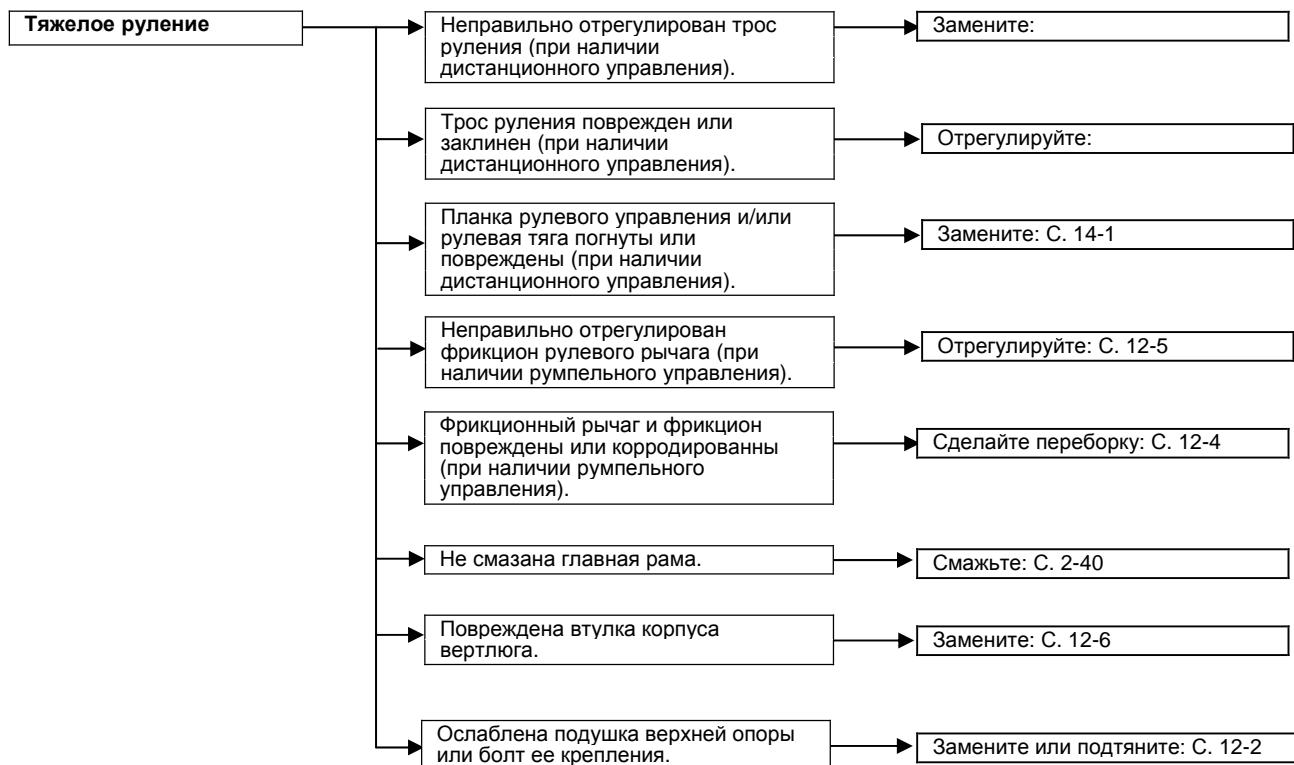 Тяжелое руление
Неправильно отрегулирован трос
руления (при наличии
дистанционного управления).
Замените:
Трос руления поврежден или
заклинен (при наличии
дистанционного управления).
Отрегулируйте:
Планка рулевого управления и/или
рулевая тяга погнуты или
повреждены (при наличии
дистанционного управления).
Замените: С. 14-1
Неправильно отрегулирован
фрикцион рулевого рычага (при
наличии румпельного управления).
Отрегулируйте: С. 12-5
Фрикционный рычаг и фрикцион
повреждены или корродированны
(при наличии румпельного
управления).
Сделайте переборку: С. 12-4
Не смазана главная рама.
Смажьте: С. 2-40
Повреждена втулка корпуса
вертлюга.
Замените: С. 12-6
Ослаблена подушка верхней опоры
или болт ее крепления.
Замените или подтяните: С. 12-2